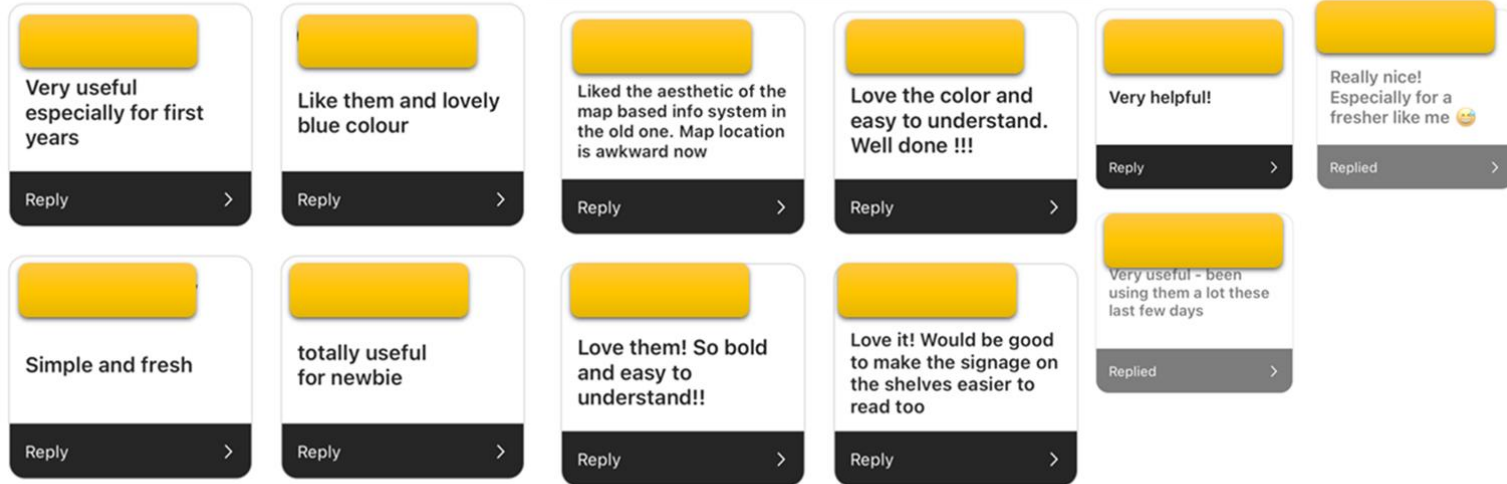 Very useful
especially for first
years
Reply
Like them and lovely
blue colour
Reply
Liked the aesthetic of the
map based info system in
the old one. Map location
is awkward now
Reply
Love the color and
easy to understand.
Well done !!!
Reply
Very helpful!
Reply
Really nice!
Especially for a
fresher like me 😅
Replied
Simple and fresh
Reply
totally useful
for newbie
Reply
Love them! So bold
and easy to
understand!!
Reply
Love it! Would be good
to make the signage on
the shelves easier to
read too
Reply
Very useful - been
using them a lot these
last few days
Replied